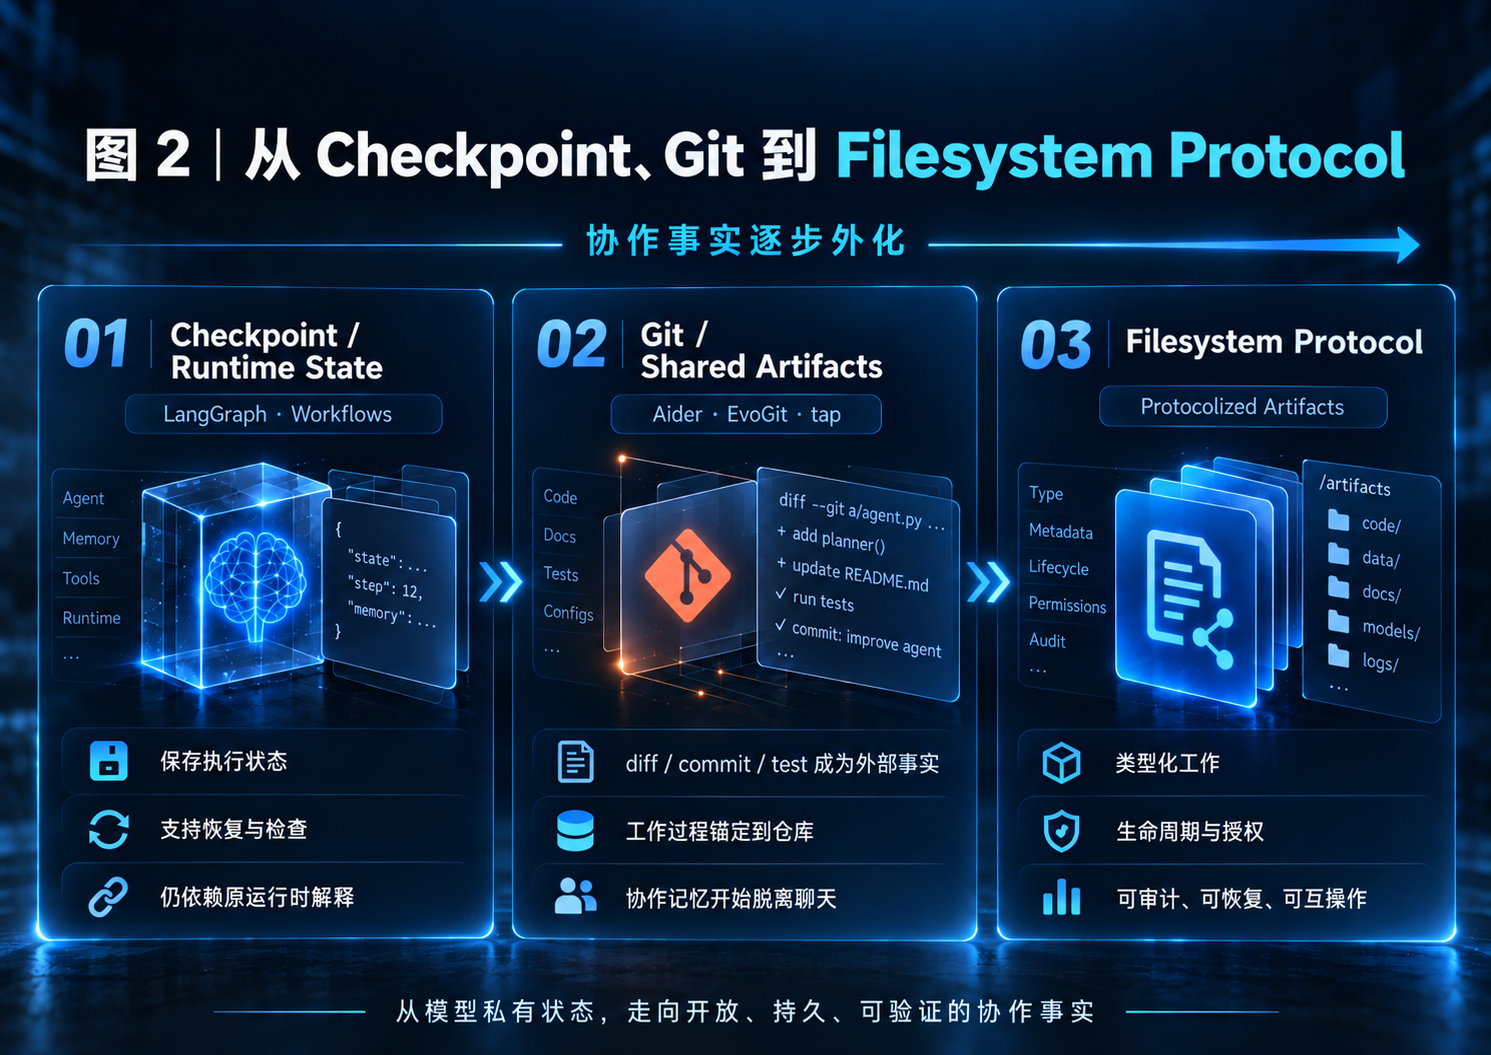 图 2｜从 Checkpoint、Git 到 Filesystem Protocol
协作事实逐步外化
01
Checkpoint /
Runtime State
LangGraph · Workflows
Agent
Memory
Tools
Runtime
...
{
"state": ...
"step": 12,
"memory": ...
}
保存执行状态
支持恢复与检查
仍依赖原运行时解释
02
Git /
Shared Artifacts
Aider · EvoGit · tap
Code
Docs
Tests
Configs
...
diff --git a/agent.py ...
+ add planner()
+ update README.md
✓ run tests
✓ commit: improve agent
...
diff / commit / test 成为外部事实
工作过程锚定到仓库
协作记忆开始脱离聊天
03
Filesystem Protocol
Protocolized Artifacts
Type
Metadata
Lifecycle
Permissions
Audit
...
/artifacts
code/
data/
docs/
models/
logs/
...
类型化工作
生命周期与授权
可审计、可恢复、可互操作
从模型私有状态，走向开放、持久、可验证的协作事实